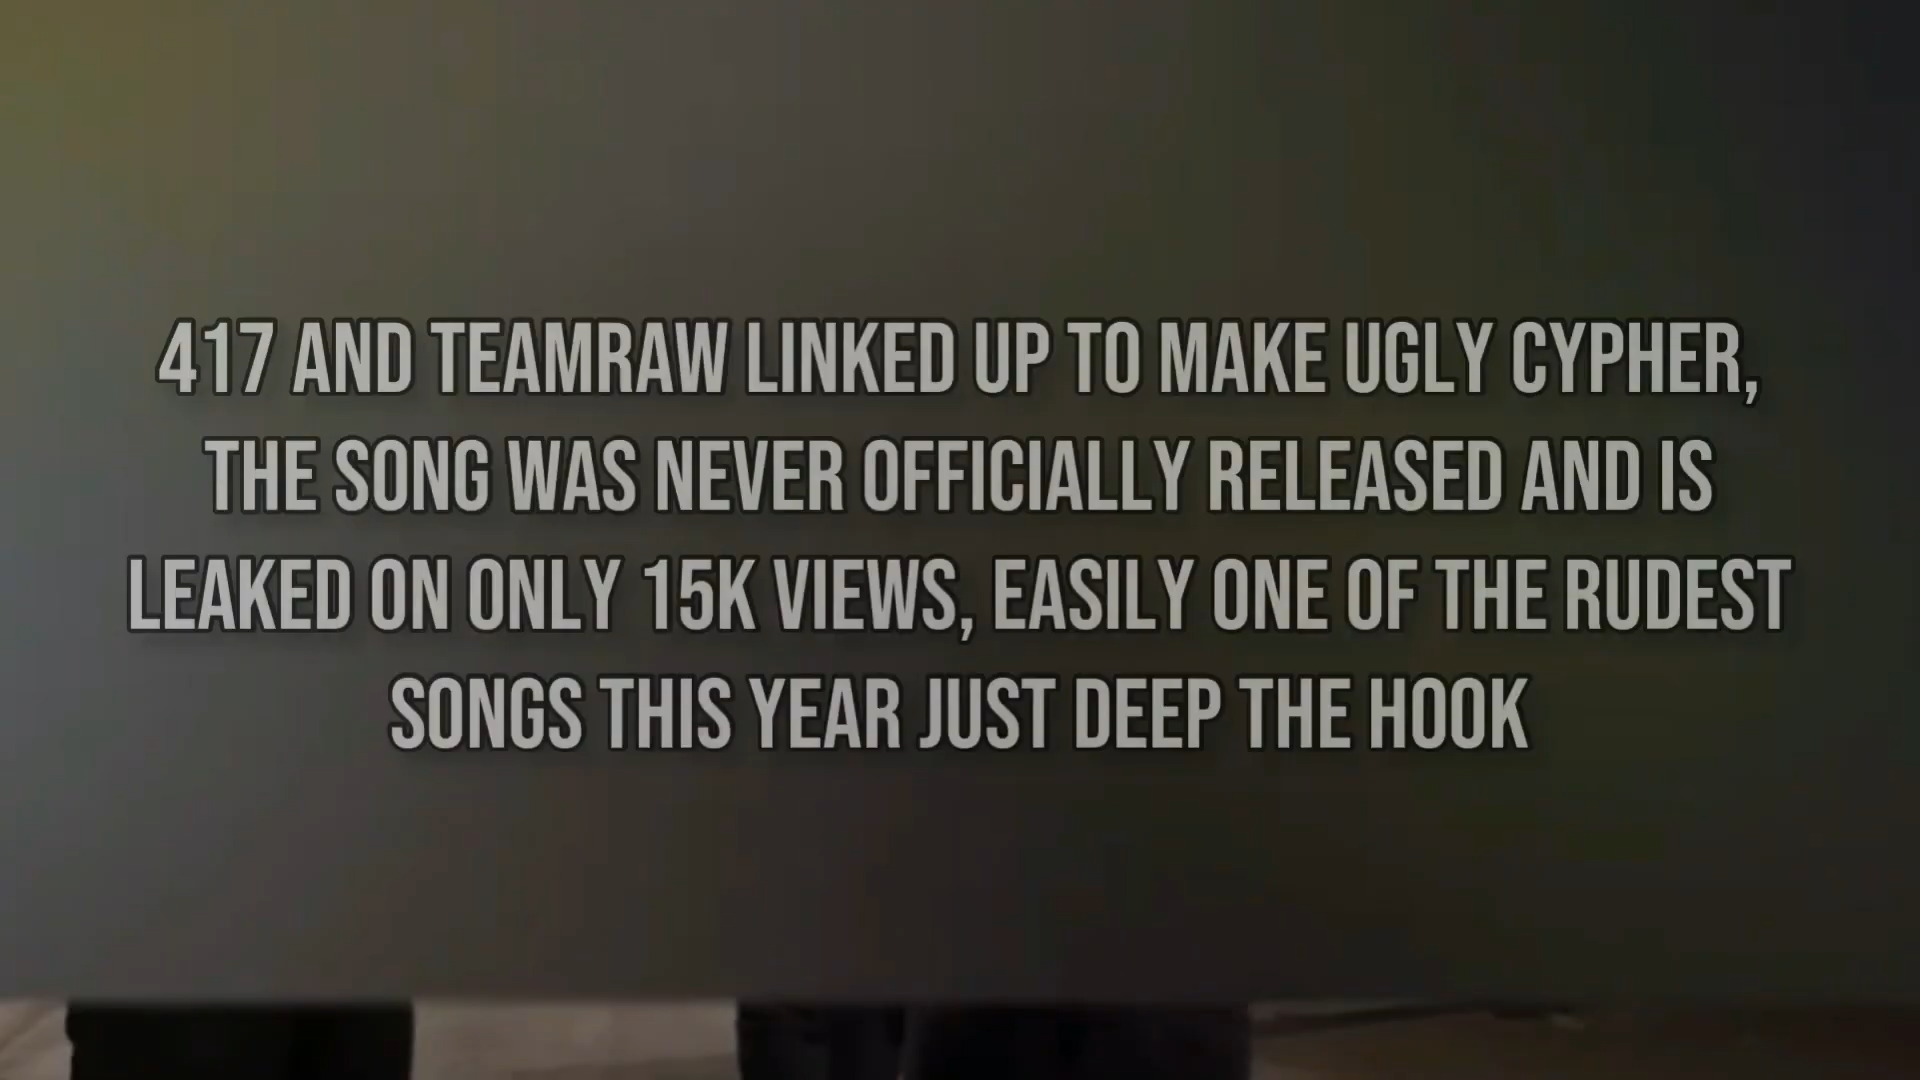 417 AND TEAMRAW LINKED UP TO MAKE UGLY CYPHER,
THE SONG WAS NEVER OFFICIALLY RELEASED AND IS
LEAKED ON ONLY 15K VIEWS, EASILY ONE OF THE RUDEST
SONGS THIS YEAR JUST DEEP THE HOOK